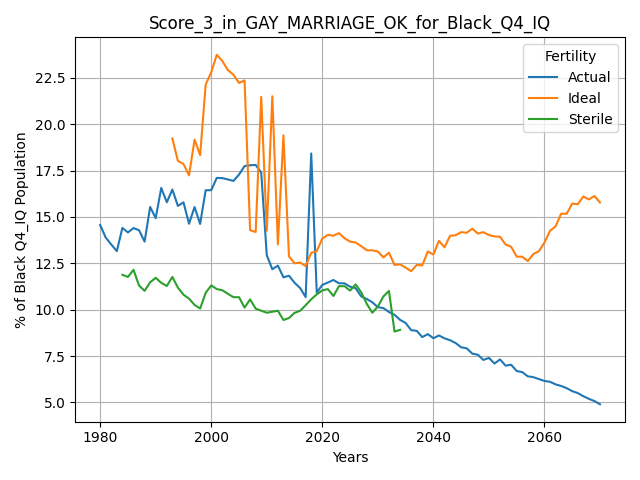 Score_3_in_GAY_MARRIAGE_OK_for_Black_Q4_IQ
Fertility
Actual
Ideal
Sterile
% of Black Q4_IQ Population
22.5
20.0
17.5
15.0
12.5
10.0
7.5
5.0
1980
2000
2020
2040
2060
Years